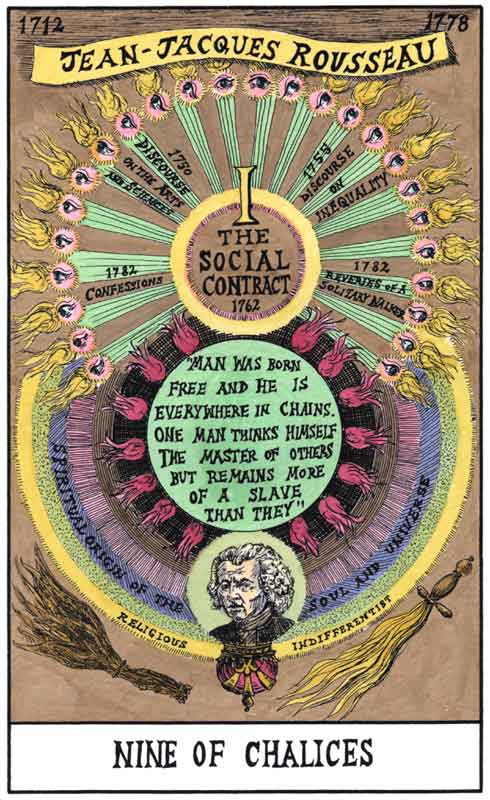 1712
1778
JEAN-JACQUES ROUSSEAU
1750
DISCOURSE
ON THE ARTS
AND SCIENCES
1755
DISCOURSE
ON
INEQUALITY
I
THE
SOCIAL
CONTRACT
1762
1782
CONFESSIONS
1782
REVERIES OF A
SOLITARY WALKER
"MAN WAS BORN
FREE AND HE IS
EVERYWHERE IN CHAINS.
ONE MAN THINKS HIMSELF
THE MASTER OF OTHERS
BUT REMAINS MORE
OF A SLAVE
THAN THEY"
SPIRITUAL ORIGIN OF THE
SOUL AND UNIVERSE
RELIGIOUS
INDIFFERENTIST
NINE OF CHALICES